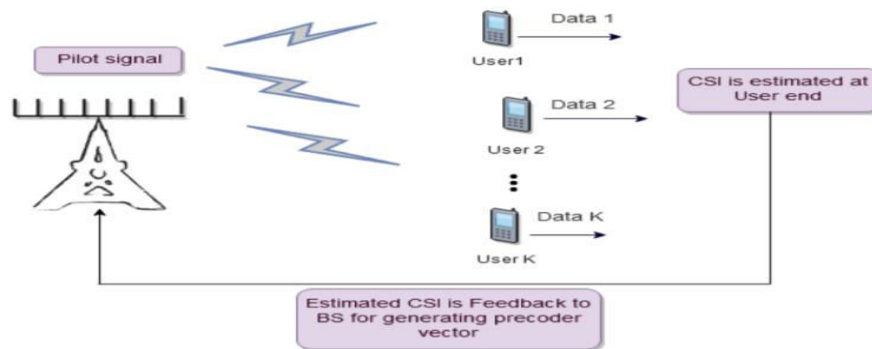 Pilot signal
Data 1
User1
CSI is estimated at
User end
Data 2
User 2
Data K
User K
Estimated CSI is Feedback to
BS for generating precoder
vector